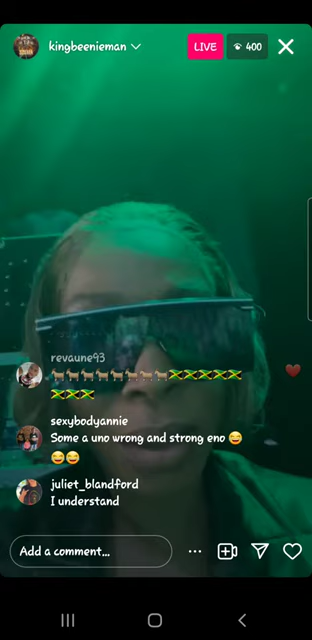 kingbeenieman
LIVE
400
revaune93
🐐🐐🐐🐐🐐🐐🐐🐐🇯🇲🇯🇲🇯🇲🇯🇲🇯🇲
🇯🇲🇯🇲🇯🇲
sexybodyannie
Some a uno wrong and strong eno 😅
😂😂
juliet_blandford
I understand
Add a comment...